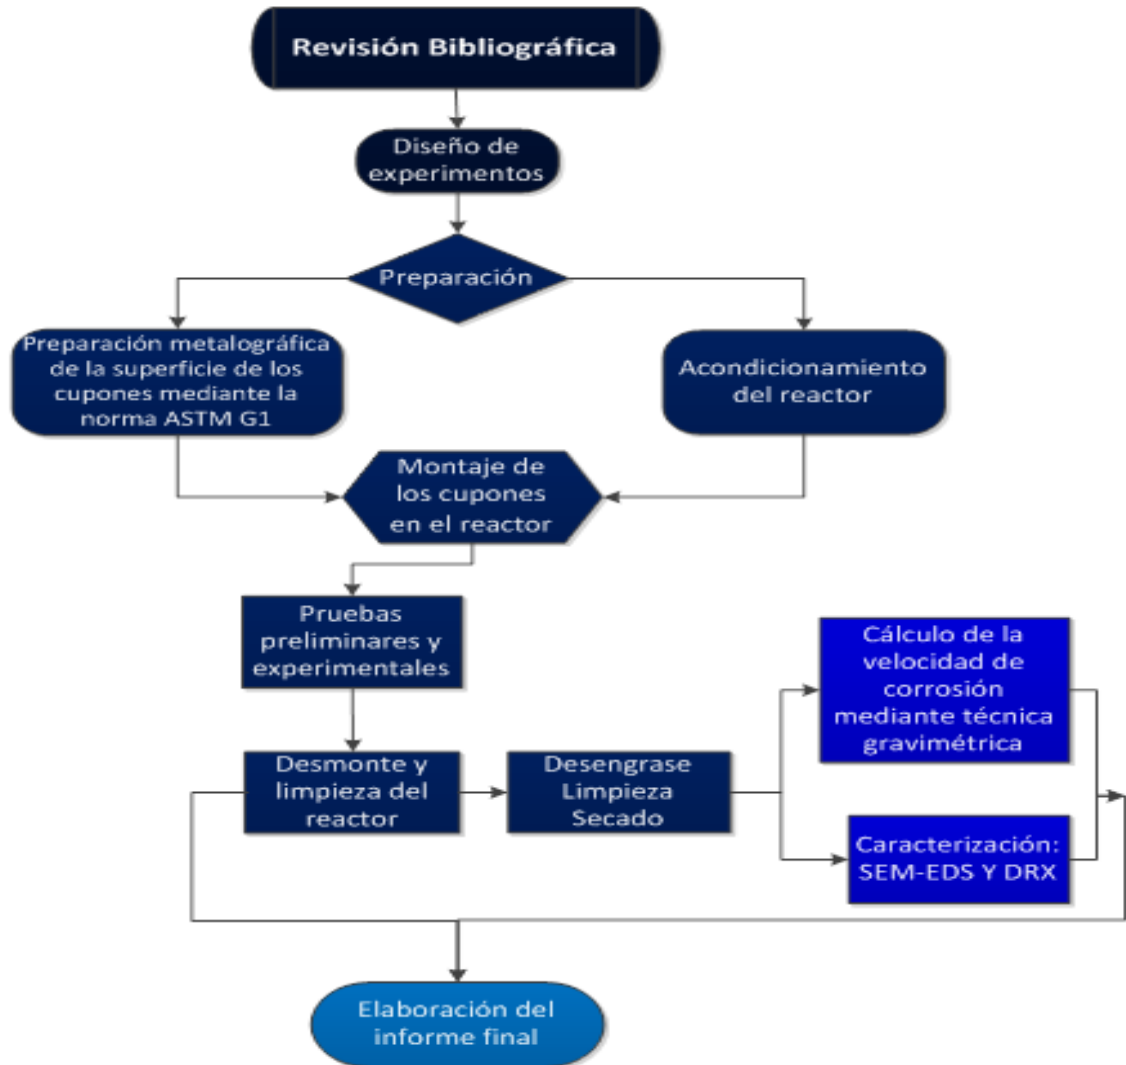 Revisión Bibliográfica
Diseño de
experimentos
Preparación
Preparación metalográfica
de la superficie de los
cupones mediante la
norma ASTM G1
Acondicionamiento
del reactor
Montaje de
los cupones
en el reactor
Pruebas
preliminares y
experimentales
Desmonte y
limpieza del
reactor
Desengrase
Limpieza
Secado
Cálculo de la
velocidad de
corrosión
mediante técnica
gravimétrica
Caracterización:
SEM-EDS Y DRX
Elaboración del
informe final